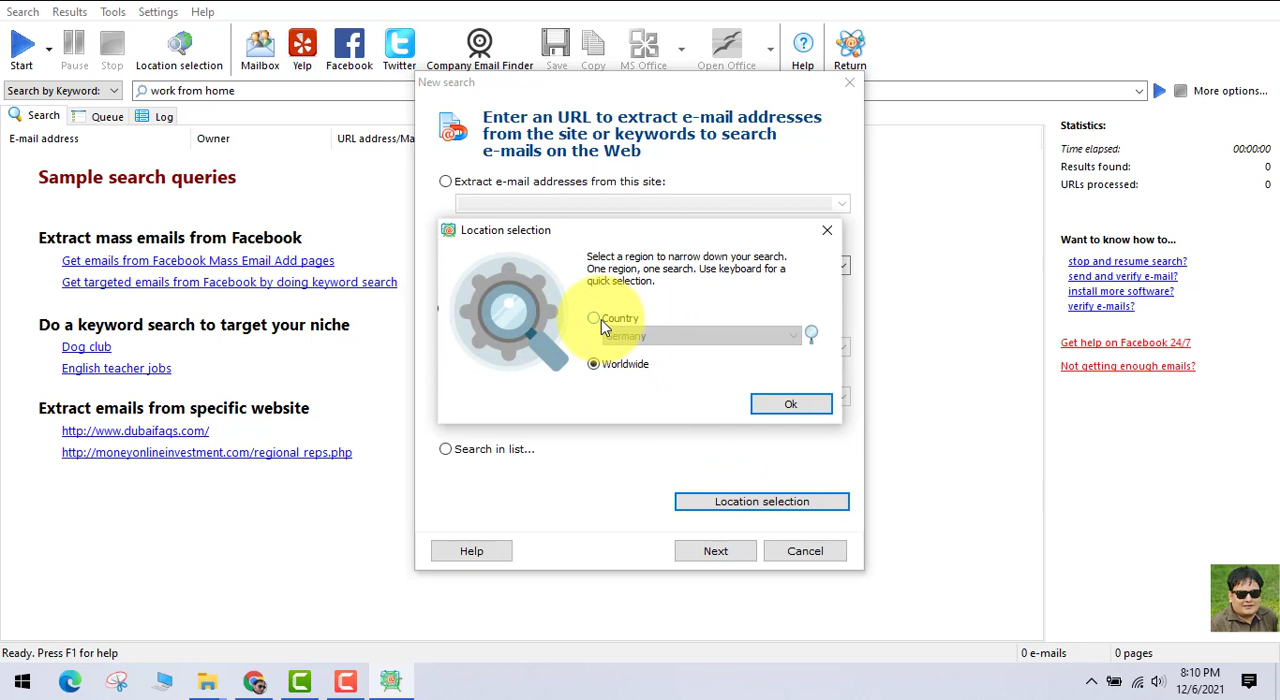 Search Results Tools Settings Help
Start Pause Stop Location selection Mailbox Yelp Facebook Twitter Company Email Finder Save Copy MS Office Open Office Help Return
New search
Search by Keyword: work from home More options...
Search Queue Log
E-mail address Owner URL address/Ma
Enter an URL to extract e-mail addresses
from the site or keywords to search
e-mails on the Web
Extract e-mail addresses from this site:
Statistics:
Time elapsed: 00:00:00
Results found: 0
URLs processed: 0
Sample search queries
Extract mass emails from Facebook
Get emails from Facebook Mass Email Add pages
Get targeted emails from Facebook by doing keyword search
Do a keyword search to target your niche
Dog club
English teacher jobs
Extract emails from specific website
http://www.dubaifaqs.com/
http://moneyonlineinvestment.com/regional_reps.php
Location selection
Select a region to narrow down your search.
One region, one search. Use keyboard for a
quick selection.
Country
Germany
Worldwide
Ok
Search in list...
Location selection
Help Next Cancel
Want to know how to...
stop and resume search?
send and verify e-mail?
install more software?
verify e-mails?
Get help on Facebook 24/7
Not getting enough emails?
Ready. Press F1 for help 0 e-mails 0 pages
8:10 PM
12/6/2021